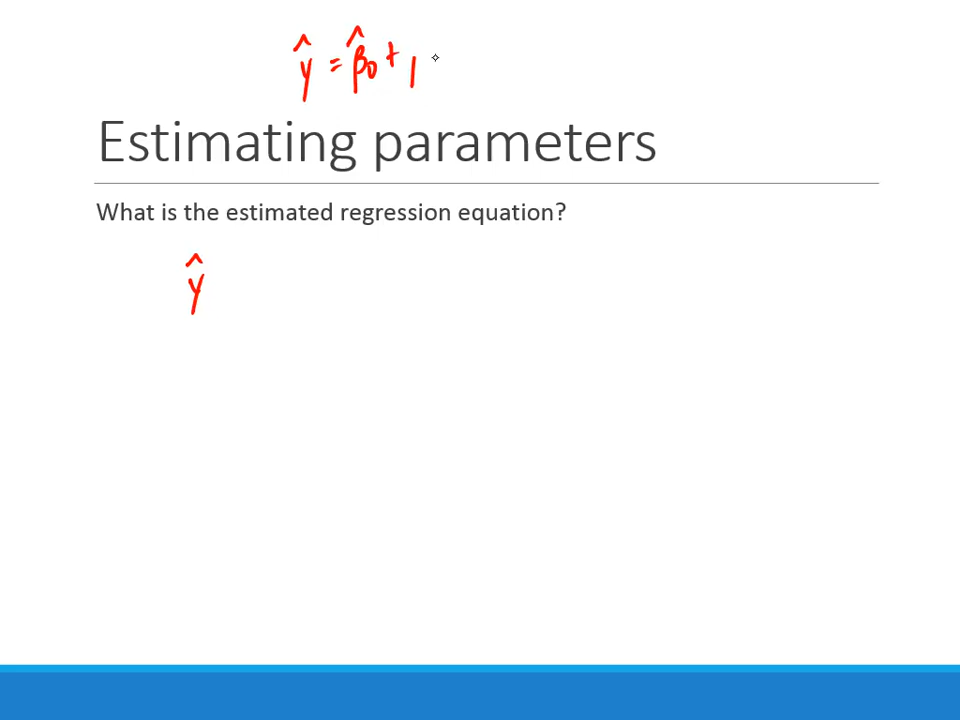 ŷ = β̂0 + 1
Estimating parameters
What is the estimated regression equation?
ŷ